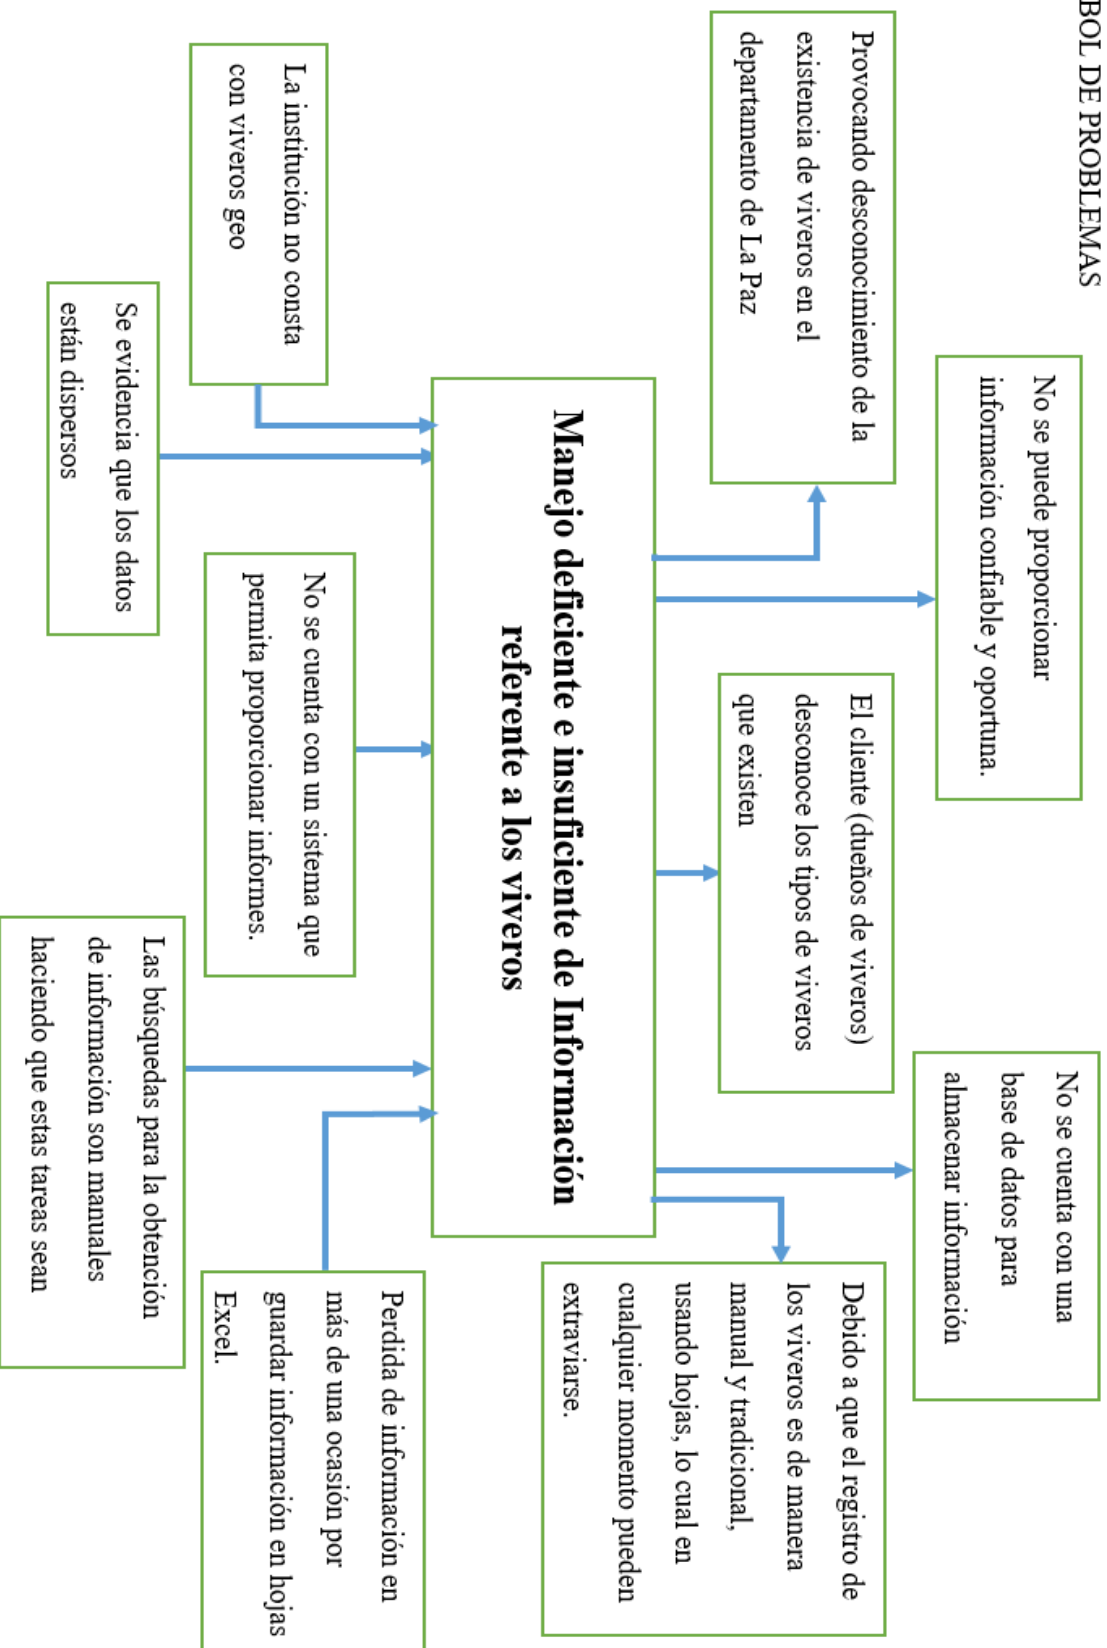 BOL DE PROBLEMAS
No se puede proporcionar
información confiable y oportuna.
No se cuenta con una
base de datos para
almacenar información
Provocando desconocimiento de la
existencia de viveros en el
departamento de La Paz
El cliente (dueños de viveros)
desconoce los tipos de viveros
que existen
Debido a que el registro de
los viveros es de manera
manual y tradicional,
usando hojas, lo cual en
cualquier momento pueden
extraviarse.
Manejo deficiente e insuficiente de Información
referente a los viveros
La institución no consta
con viveros geo
No se cuenta con un sistema que
permita proporcionar informes.
Perdida de información en
más de una ocasión por
guardar información en hojas
Excel.
Se evidencia que los datos
están dispersos
Las búsquedas para la obtención
de información son manuales
haciendo que estas tareas sean